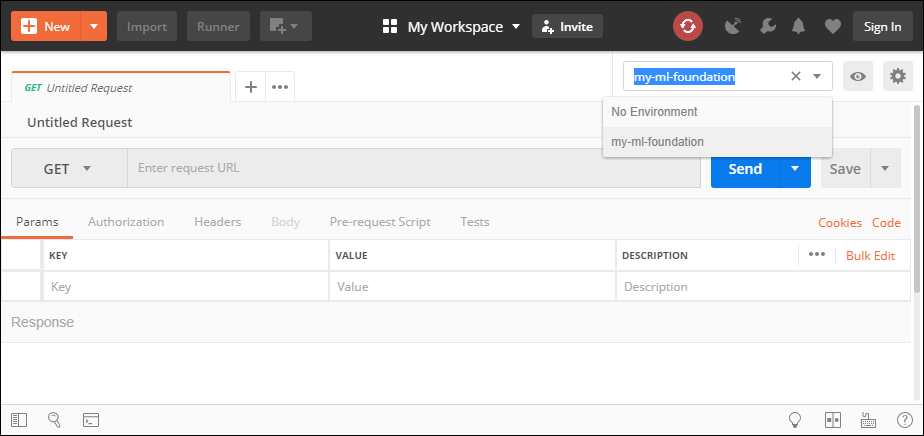 New Import Runner My Workspace Invite Sign In
GET Untitled Request
my-ml-foundation
No Environment
my-ml-foundation
Untitled Request
GET Enter request URL Send Save
Params Authorization Headers Body Pre-request Script Tests Cookies Code
KEY VALUE DESCRIPTION Bulk Edit
Key Value Description
Response